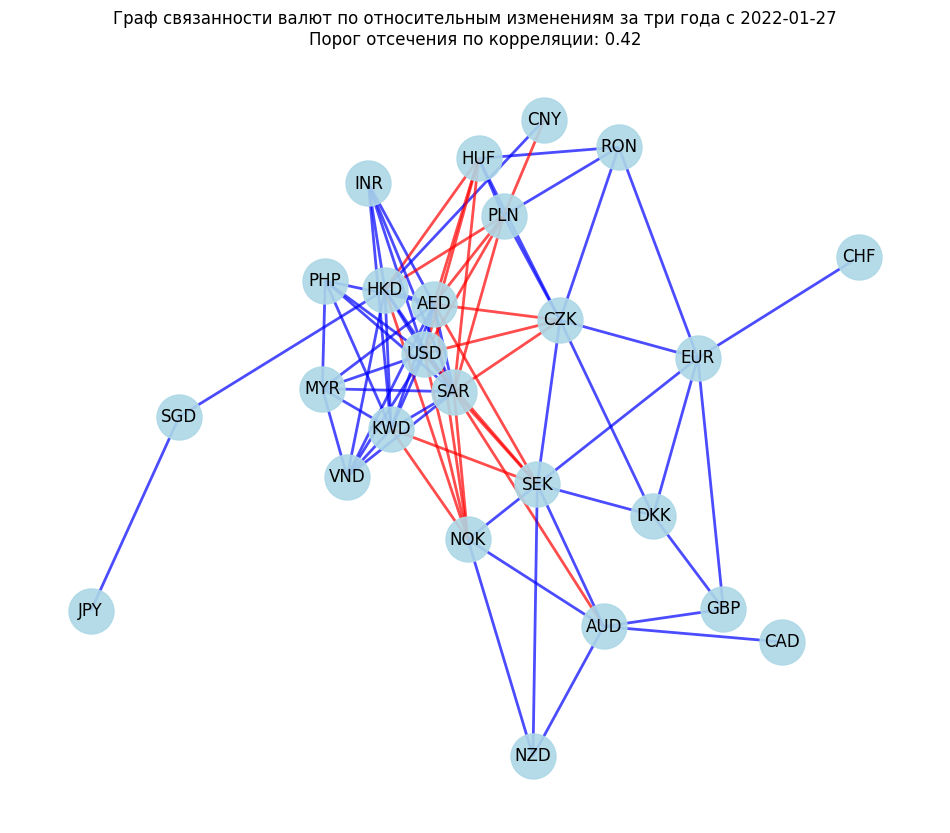 Граф связанности валют по относительным изменениям за три года с 2022-01-27
Порог отсечения по корреляции: 0.42
CNY
RON
HUF
INR
PLN
CHF
PHP
HKD
AED
CZK
USD
EUR
MYR
SAR
SGD
KWD
VND
SEK
DKK
NOK
JPY
GBP
AUD
CAD
NZD